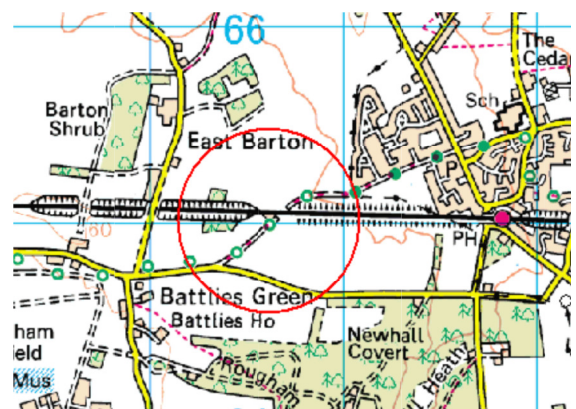 66
The
Ceda
Barton
Shrub
Sch
East Barton
P
60
PH
Battlies Green
Battlies Ho
ham
ield
Newhall
Covert
Mus
Rougham
Heath
66